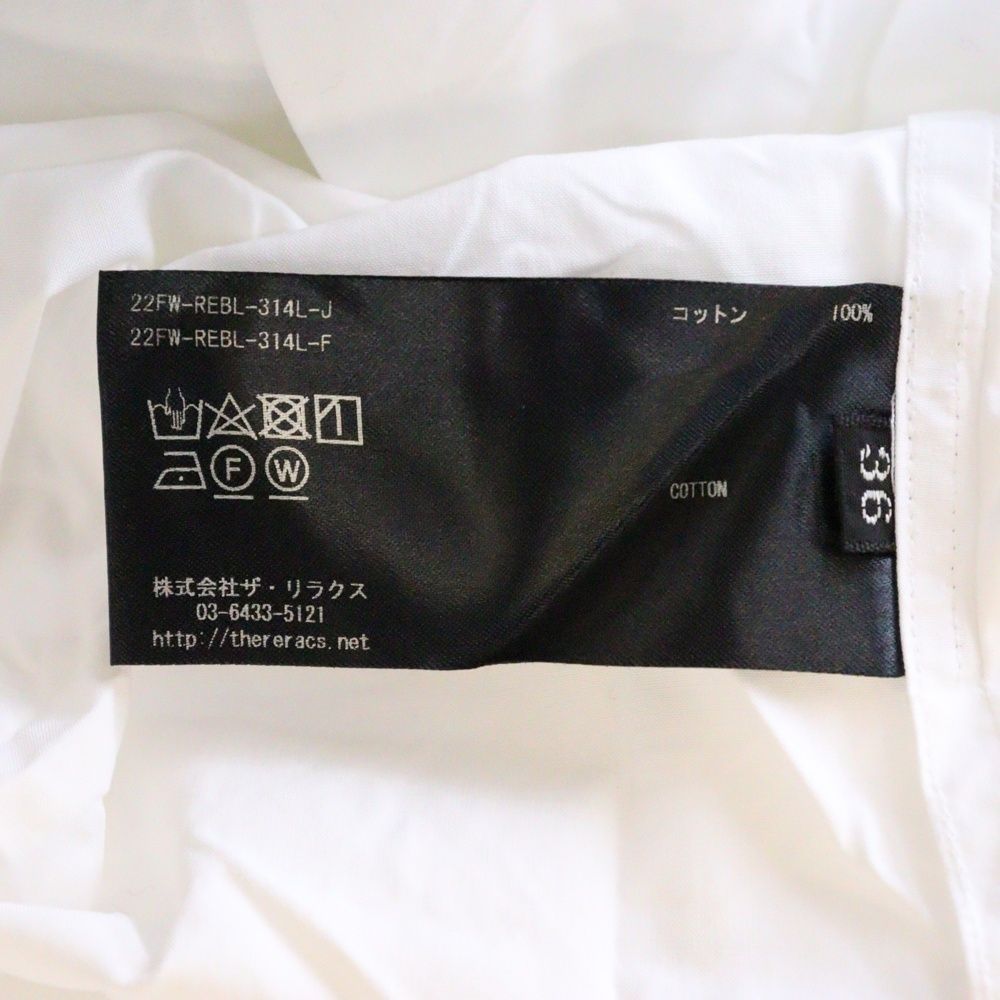 22FW-REBL-314L-J
22FW-REBL-314L-F
コットン 100%
COTTON
F W
株式会社ザ・リラクス
03-6433-5121
http://thereracs.net
36